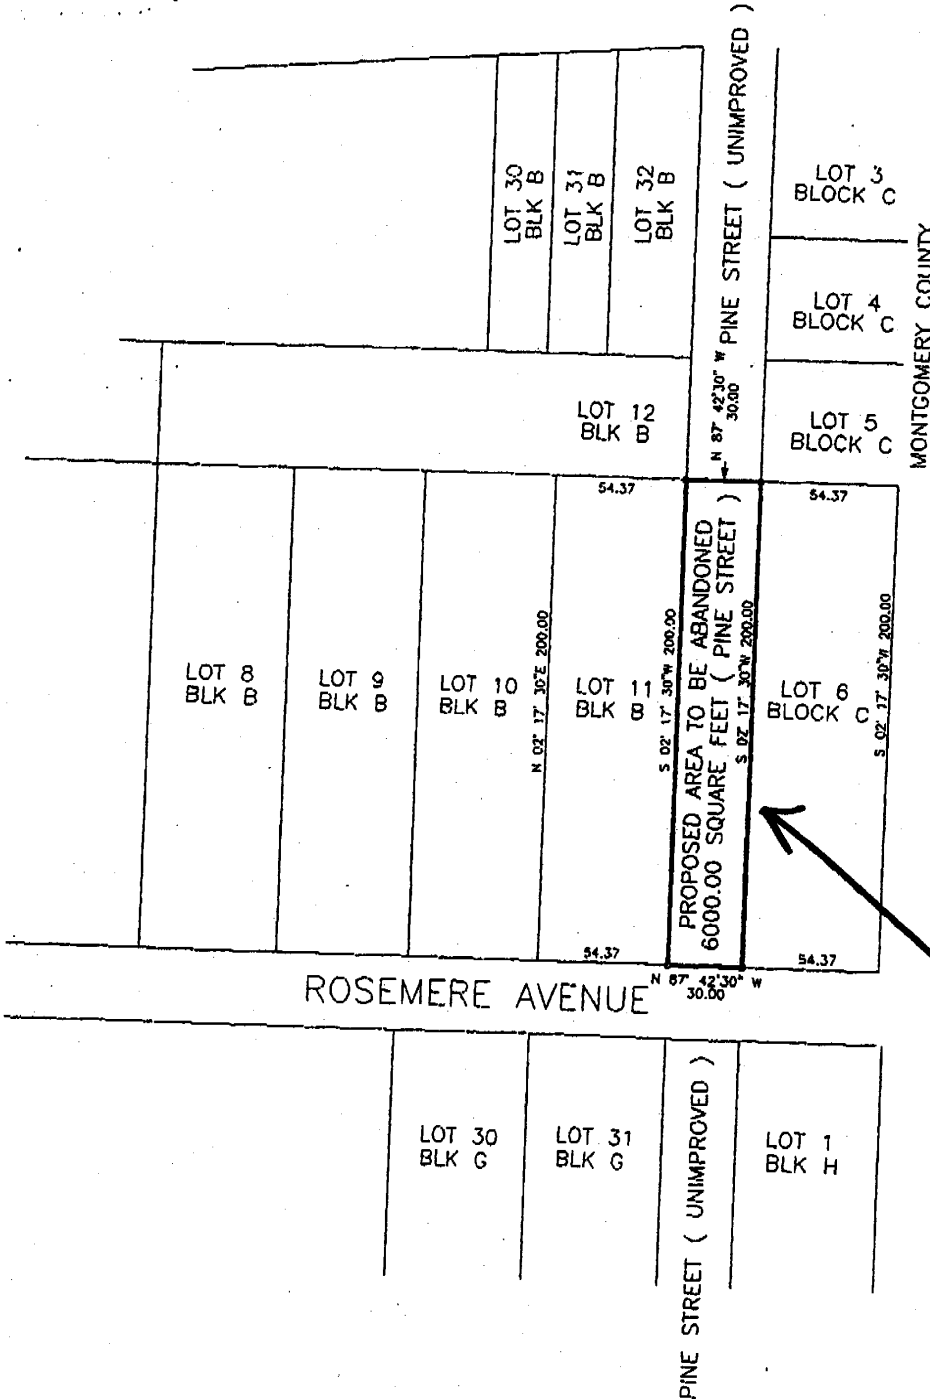 PINE STREET ( UNIMPROVED )
LOT 30
BLK B
LOT 31
BLK B
LOT 32
BLK B
LOT 3
BLOCK C
LOT 4
BLOCK C
MONTGOMERY COUNTY
LOT 12
BLK B
N 87° 42'30" W
30.00
LOT 5
BLOCK C
54.37
54.37
LOT 8
BLK B
LOT 9
BLK B
LOT 10
BLK B
N 02° 17' 30"E 200.00
LOT 11
BLK B
S 02° 17' 30"W 200.00
PROPOSED AREA TO BE ABANDONED
6000.00 SQUARE FEET ( PINE STREET )
S 02° 17' 30"W 200.00
LOT 6
BLOCK C
S 02° 17' 30"W 200.00
54.37
N 87° 42'30" W
30.00
54.37
ROSEMERE AVENUE
LOT 30
BLK G
LOT 31
BLK G
PINE STREET ( UNIMPROVED )
LOT 1
BLK H